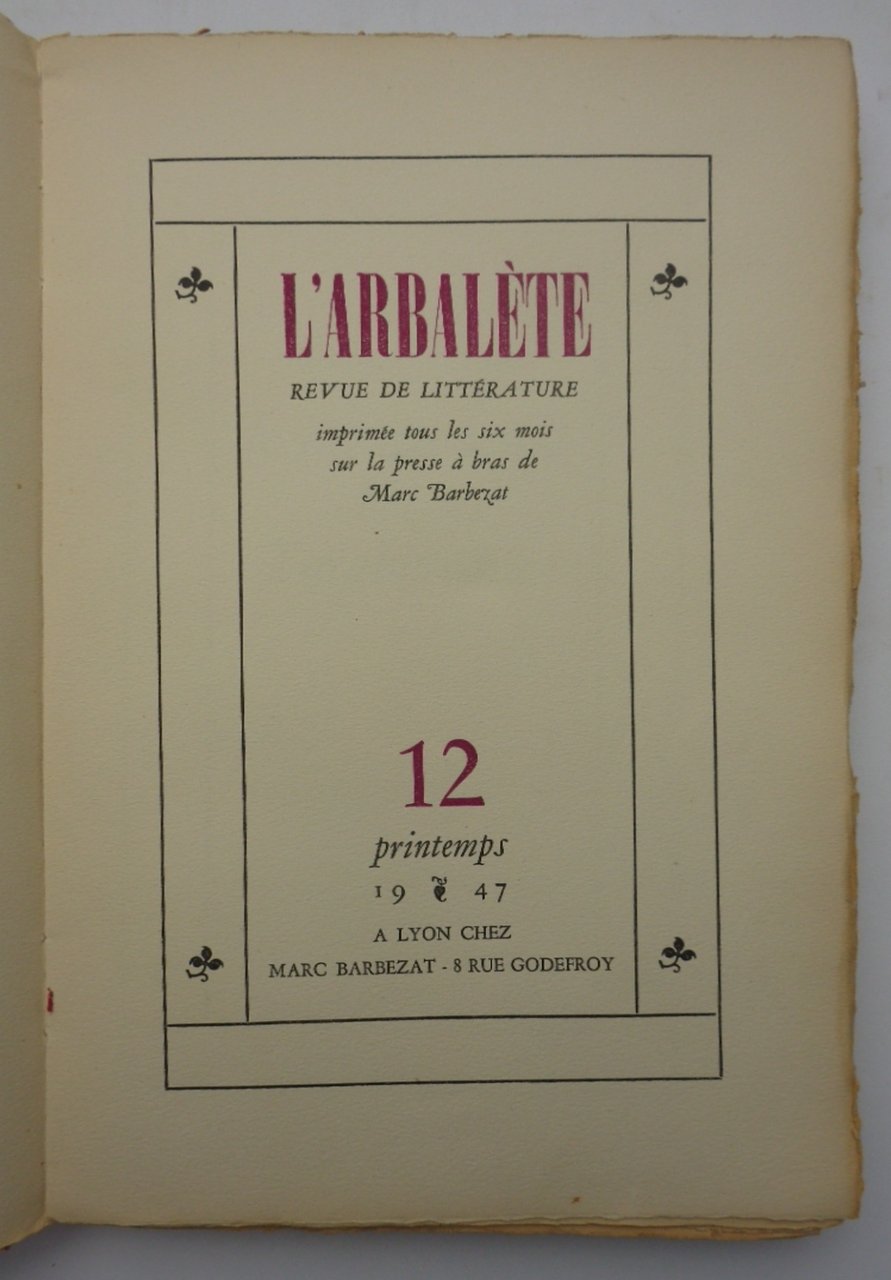 L'ARBALÈTE
REVUE DE LITTÉRATURE
imprimée tous les six mois
sur la presse à bras de
Marc Barbezat
12
printemps
19 47
A LYON CHEZ
MARC BARBEZAT - 8 RUE GODEFROY